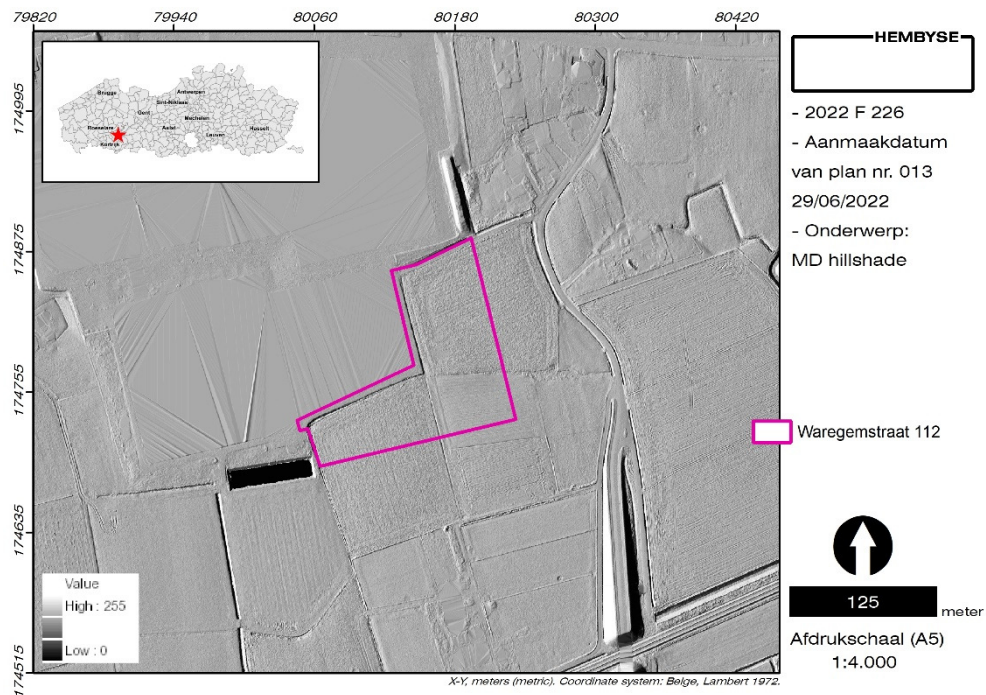 79820 79940 80060 80180 80300 80420
174995
174875
174755
174635
174515
Brugge
Antwerpen
Sint-Niklaas
Gent
Mechelen
Roeselare
Aalst
Leuven
Hasselt
Kortrijk
Value
High : 255
Low : 0
X-Y, meters (metric). Coordinate system: Belge, Lambert 1972.
HEMBYSE
- 2022 F 226
- Aanmaakdatum
van plan nr. 013
29/06/2022
- Onderwerp:
MD hillshade
Waregemstraat 112
125
meter
Afdrukschaal (A5)
1:4.000